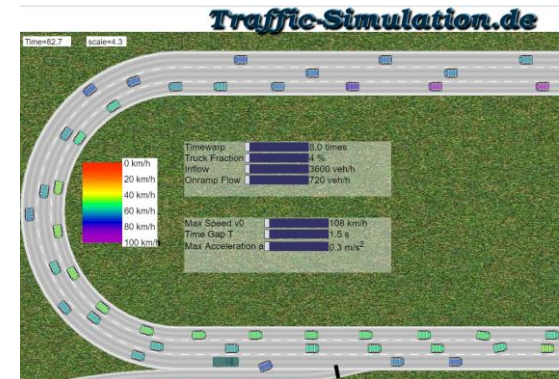 Traffic-Simulation.de
Time=82.7 scale=4.3
0 km/h
20 km/h
40 km/h
60 km/h
80 km/h
100 km/h
Timewarp 8.0 times
Truck Fraction 4 %
Inflow 3600 veh/h
Onramp Flow 720 veh/h
Max Speed v0 108 km/h
Time Gap T 1.5 s
Max Acceleration a 0.3 m/s²